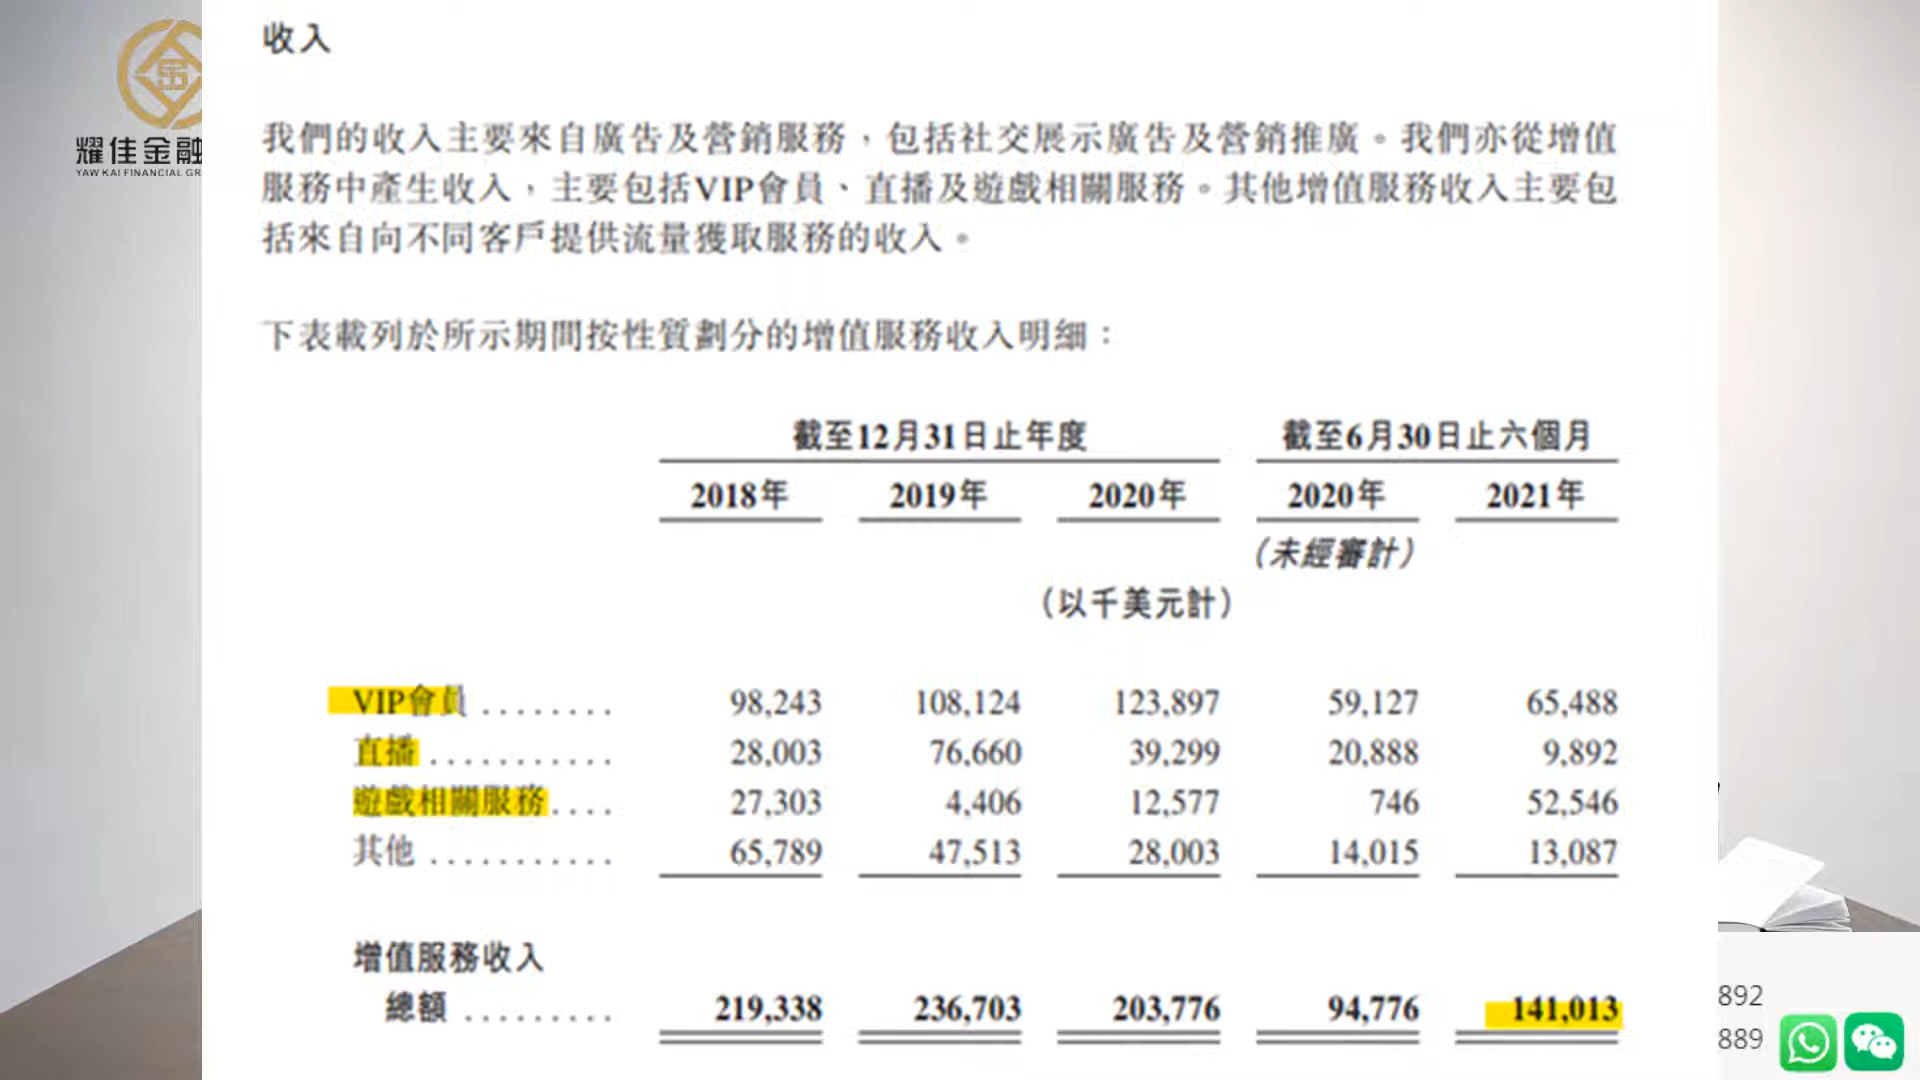 收入
耀佳金融
YAW KAI FINANCIAL GR
我們的收入主要來自廣告及營銷服務，包括社交展示廣告及營銷推廣。我們亦從增值
服務中產生收入，主要包括VIP會員、直播及遊戲相關服務。其他增值服務收入主要包
括來自向不同客戶提供流量獲取服務的收入。
下表載列於所示期間按性質劃分的增值服務收入明細：
截至12月31日止年度 截至6月30日止六個月
2018年 2019年 2020年 2020年 2021年
（未經審計）
（以千美元計）
VIP會員 ........ 98,243 108,124 123,897 59,127 65,488
直播 ........... 28,003 76,660 39,299 20,888 9,892
遊戲相關服務.... 27,303 4,406 12,577 746 52,546
其他 ........... 65,789 47,513 28,003 14,015 13,087
增值服務收入
總額 ......... 219,338 236,703 203,776 94,776 141,013
892
889